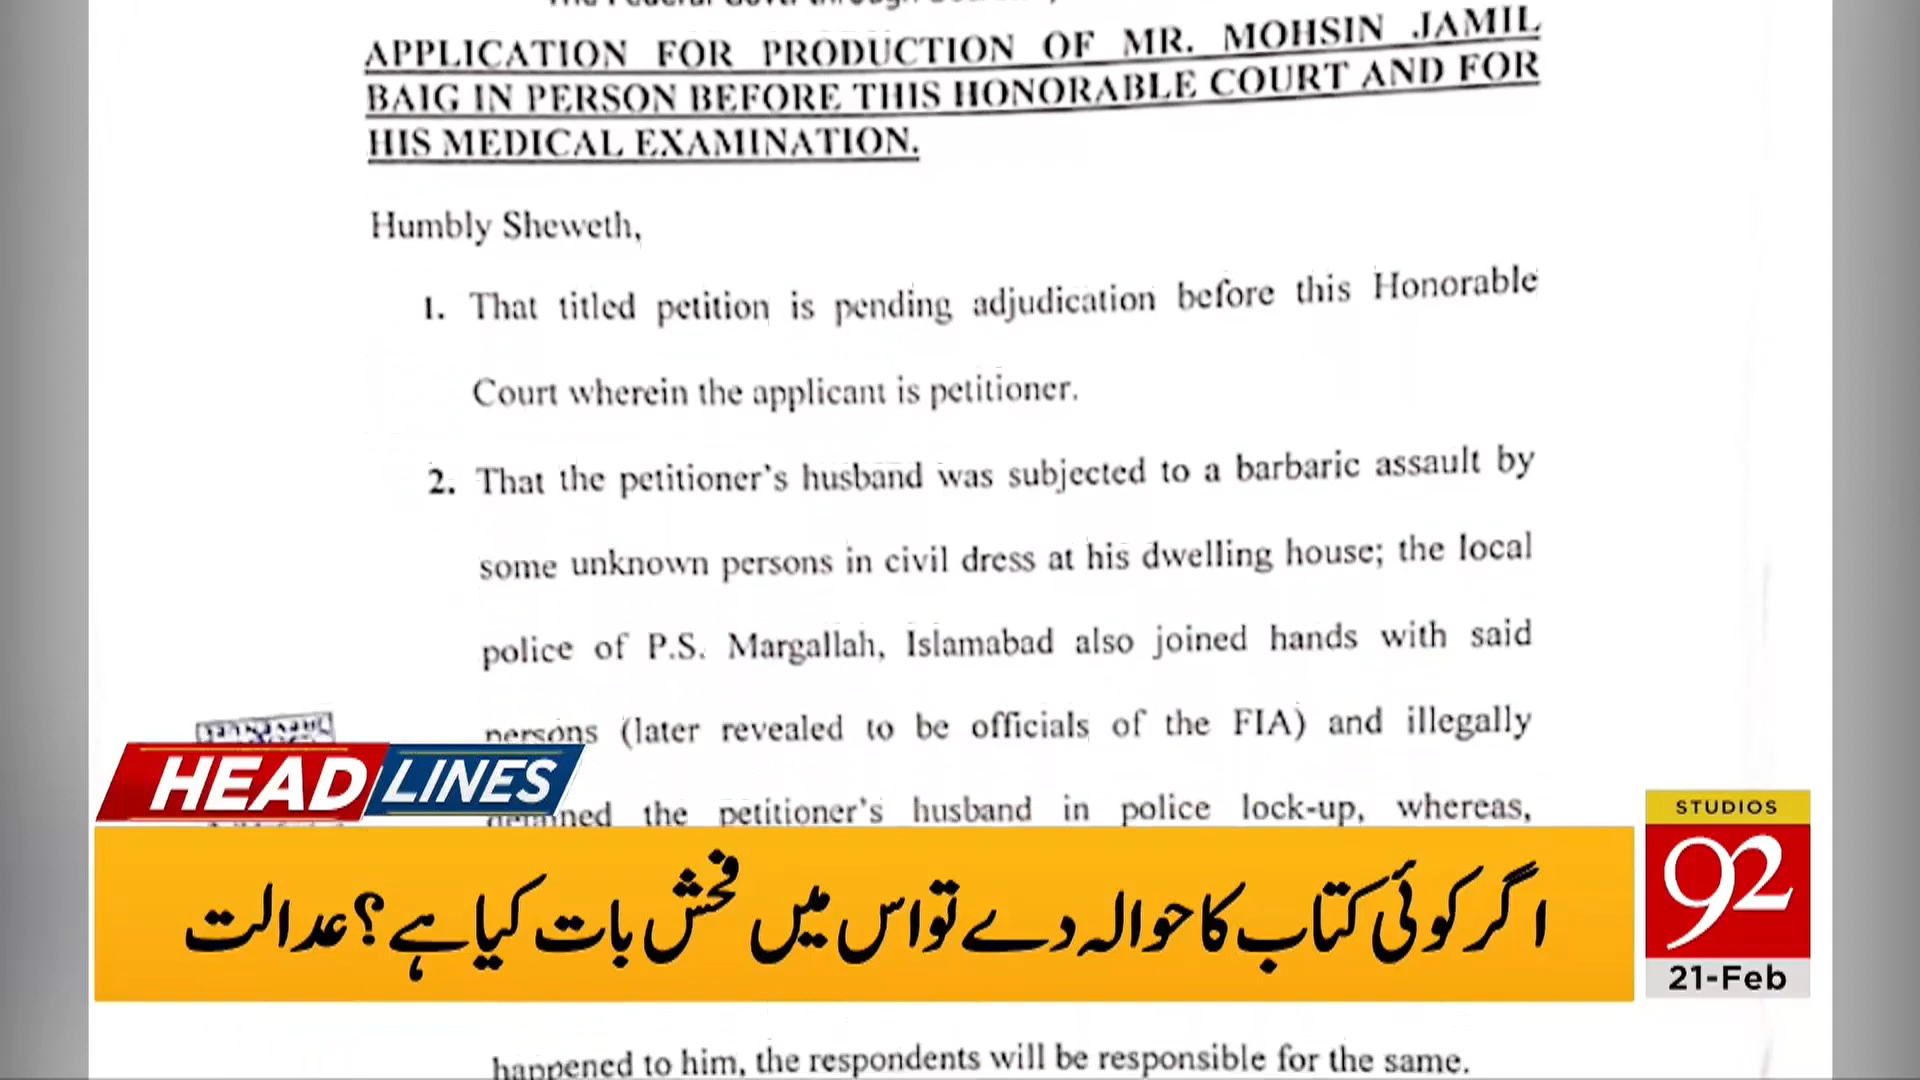 APPLICATION FOR PRODUCTION OF MR. MOHSIN JAMIL
BAIG IN PERSON BEFORE THIS HONORABLE COURT AND FOR
HIS MEDICAL EXAMINATION.
Humbly Sheweth,
1. That titled petition is pending adjudication before this Honorable
Court wherein the applicant is petitioner.
2. That the petitioner's husband was subjected to a barbaric assault by
some unknown persons in civil dress at his dwelling house; the local
police of P.S. Margallah, Islamabad also joined hands with said
persons (later revealed to be officials of the FIA) and illegally
detained the petitioner's husband in police lock-up, whereas,
HEADLINES
اگر کوئی کتاب کا حوالہ دے تو اس میں فحش بات کیا ہے؟ عدالت
STUDIOS
92
21-Feb
happened to him, the respondents will be responsible for the same.